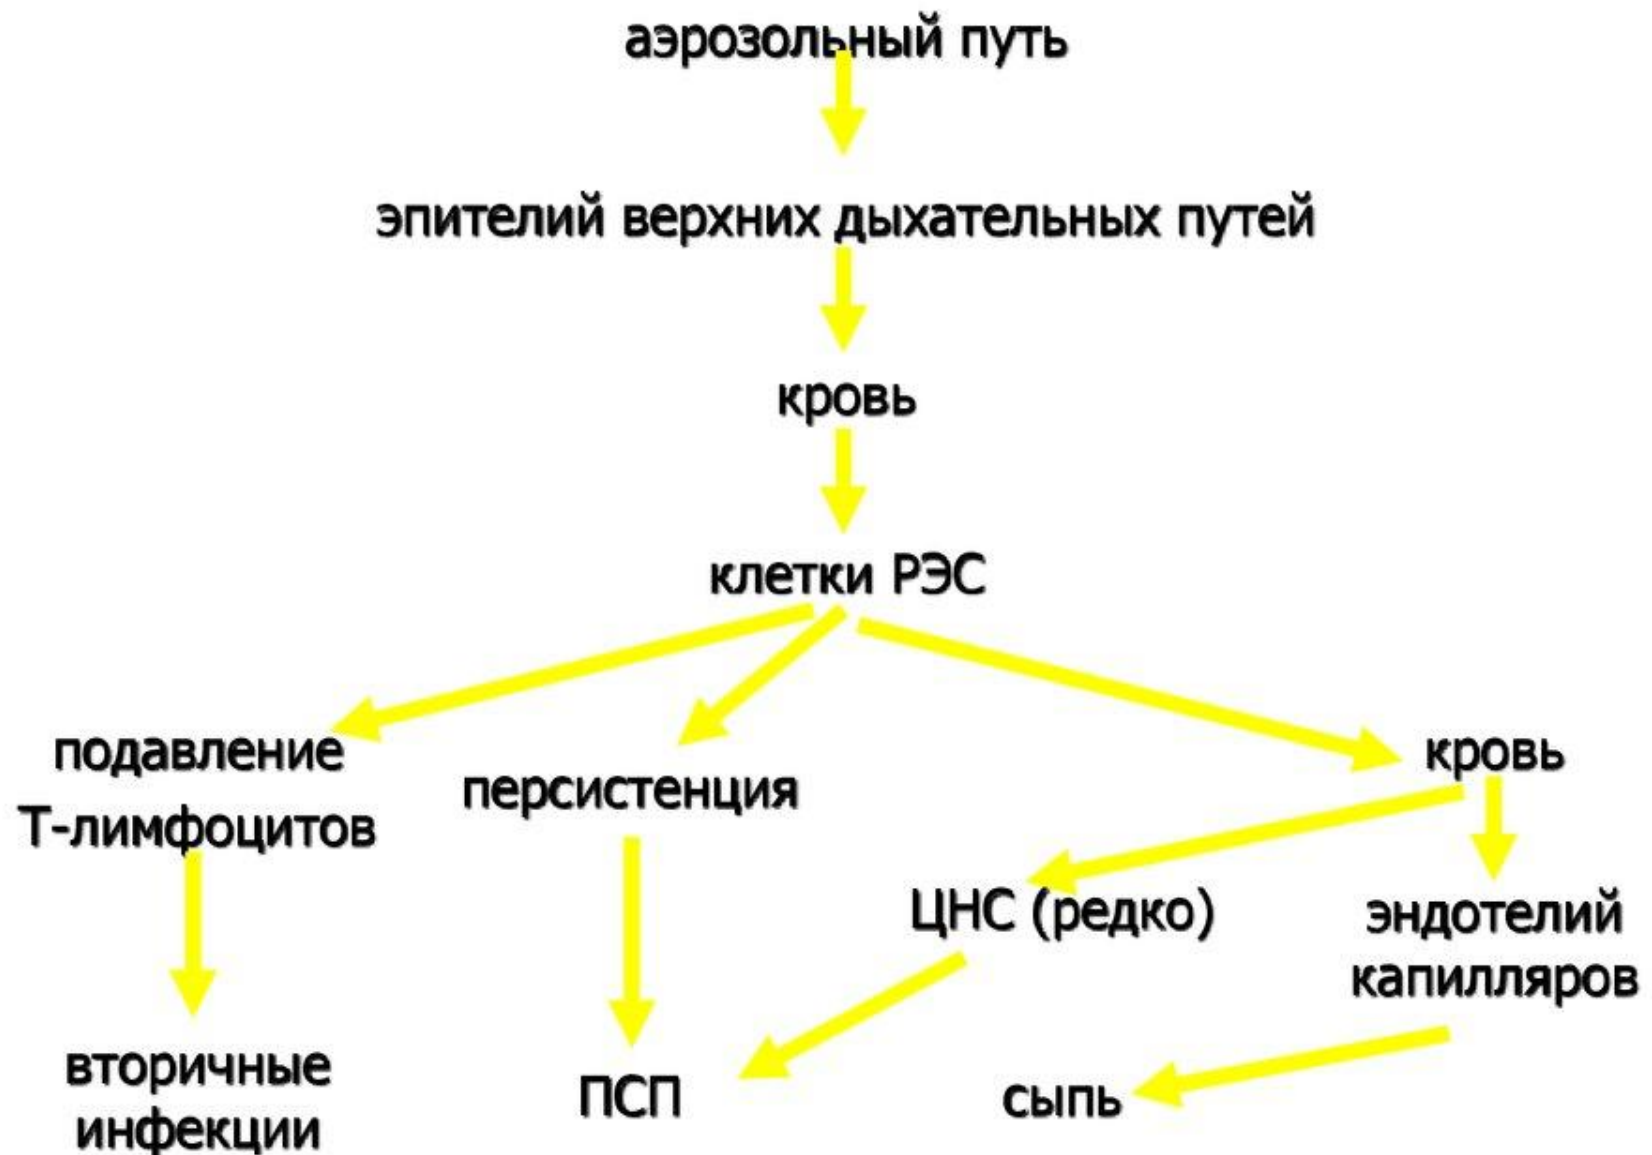 аэрозольный путь
эпителий верхних дыхательных путей
кровь
клетки РЭС
подавление
Т-лимфоцитов
персистенция
кровь
ЦНС (редко)
эндотелий
капилляров
вторичные
инфекции
ПСП
сыпь